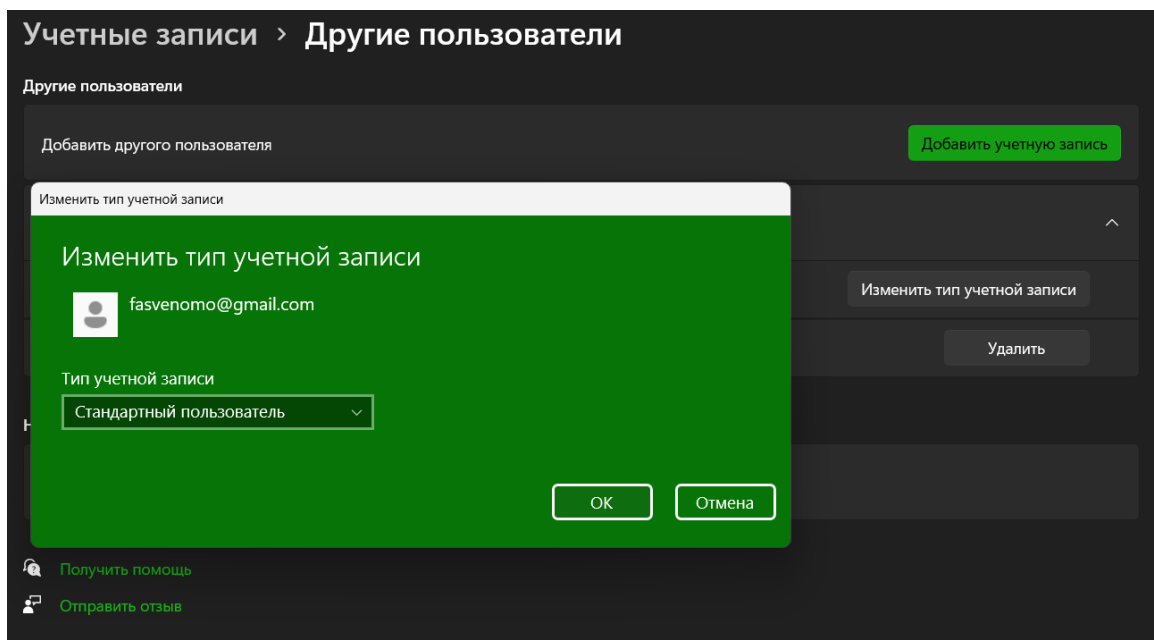 Учетные записи > Другие пользователи
Другие пользователи
Добавить другого пользователя
Добавить учетную запись
Изменить тип учетной записи
Изменить тип учетной записи
fasvenomo@gmail.com
Изменить тип учетной записи
Удалить
Тип учетной записи
Стандартный пользователь
ОК
Отмена
Получить помощь
Отправить отзыв